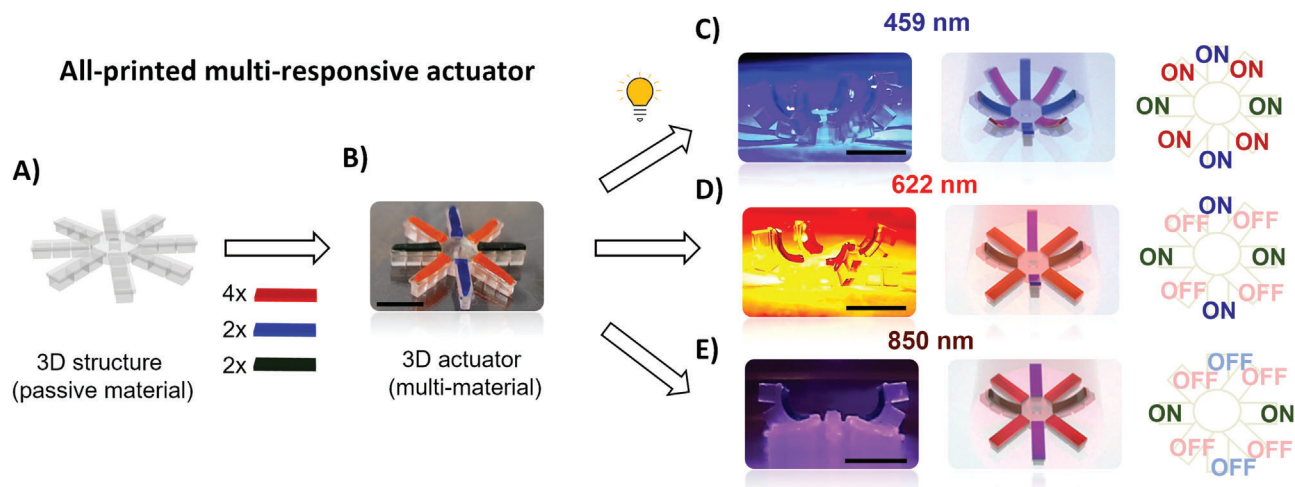 All-printed multi-responsive actuator
A)
3D structure
(passive material)
4x
2x
2x
B)
3D actuator
(multi-material)
C)
459 nm
ON
ON
ON
ON
ON
ON
ON
ON
D)
622 nm
ON
OFF
OFF
ON
ON
OFF
OFF
ON
E)
850 nm
OFF
OFF
OFF
ON
ON
OFF
OFF
OFF